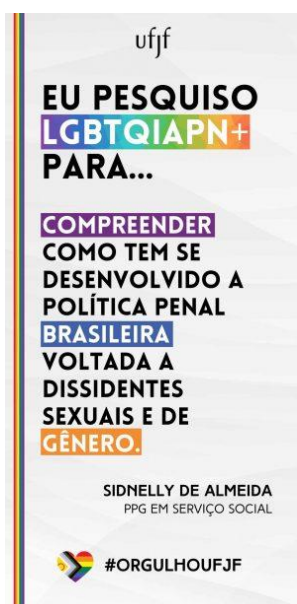 ufjf
EU PESQUISO
LGBTQIAPN+
PARA...
COMPREENDER
COMO TEM SE
DESENVOLVIDO A
POLÍTICA PENAL
BRASILEIRA
VOLTADA A
DISSIDENTES
SEXUAIS E DE
GÊNERO.
SIDNELLY DE ALMEIDA
PPG EM SERVIÇO SOCIAL
#ORGULHOUFJF